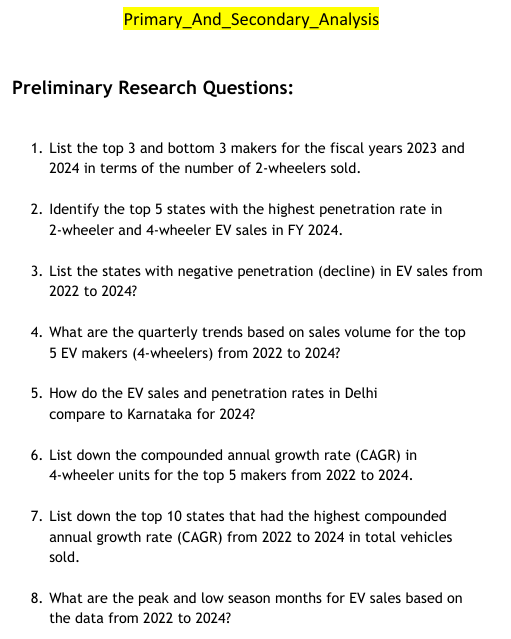 Primary_And_Secondary_Analysis
Preliminary Research Questions:
1. List the top 3 and bottom 3 makers for the fiscal years 2023 and
2024 in terms of the number of 2-wheelers sold.
2. Identify the top 5 states with the highest penetration rate in
2-wheeler and 4-wheeler EV sales in FY 2024.
3. List the states with negative penetration (decline) in EV sales from
2022 to 2024?
4. What are the quarterly trends based on sales volume for the top
5 EV makers (4-wheelers) from 2022 to 2024?
5. How do the EV sales and penetration rates in Delhi
compare to Karnataka for 2024?
6. List down the compounded annual growth rate (CAGR) in
4-wheeler units for the top 5 makers from 2022 to 2024.
7. List down the top 10 states that had the highest compounded
annual growth rate (CAGR) from 2022 to 2024 in total vehicles
sold.
8. What are the peak and low season months for EV sales based on
the data from 2022 to 2024?